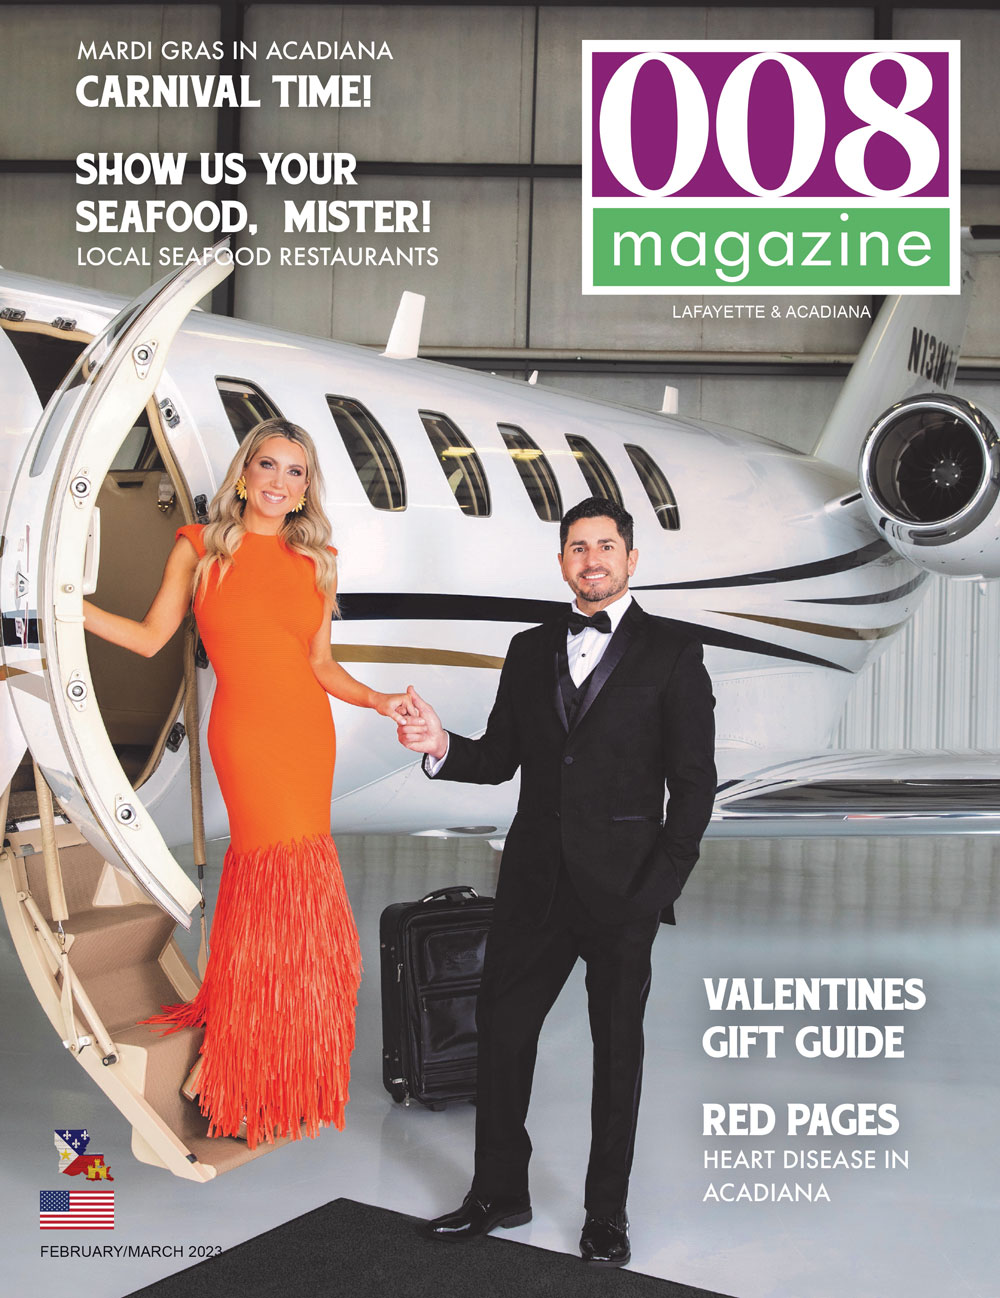 MARDI GRAS IN ACADIANA
CARNIVAL TIME!
SHOW US YOUR
SEAFOOD, MISTER!
LOCAL SEAFOOD RESTAURANTS
008
magazine
LAFAYETTE & ACADIANA
VALENTINES
GIFT GUIDE
RED PAGES
HEART DISEASE IN
ACADIANA
FEBRUARY/MARCH 2023